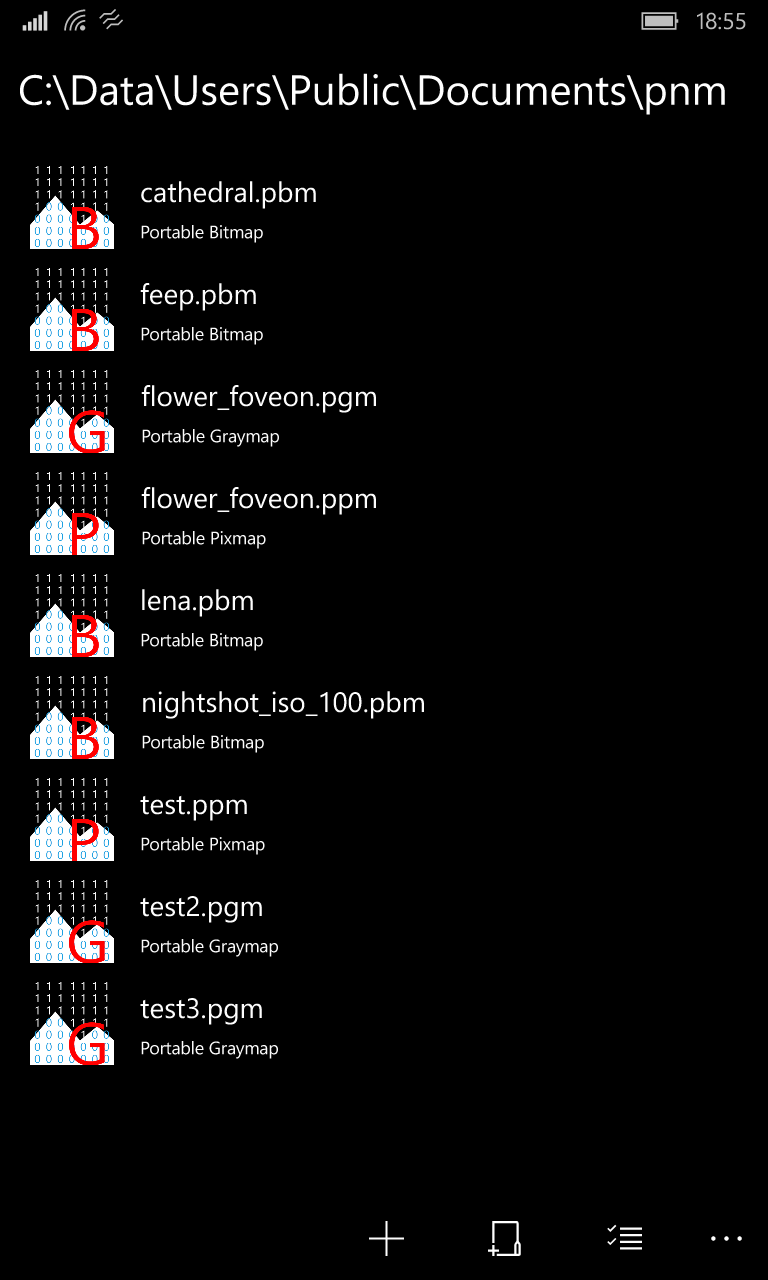 18:55
C:\Data\Users\Public\Documents\pnm
cathedral.pbm
Portable Bitmap
feep.pbm
Portable Bitmap
flower_foveon.pgm
Portable Graymap
flower_foveon.ppm
Portable Pixmap
lena.pbm
Portable Bitmap
nightshot_iso_100.pbm
Portable Bitmap
test.ppm
Portable Pixmap
test2.pgm
Portable Graymap
test3.pgm
Portable Graymap